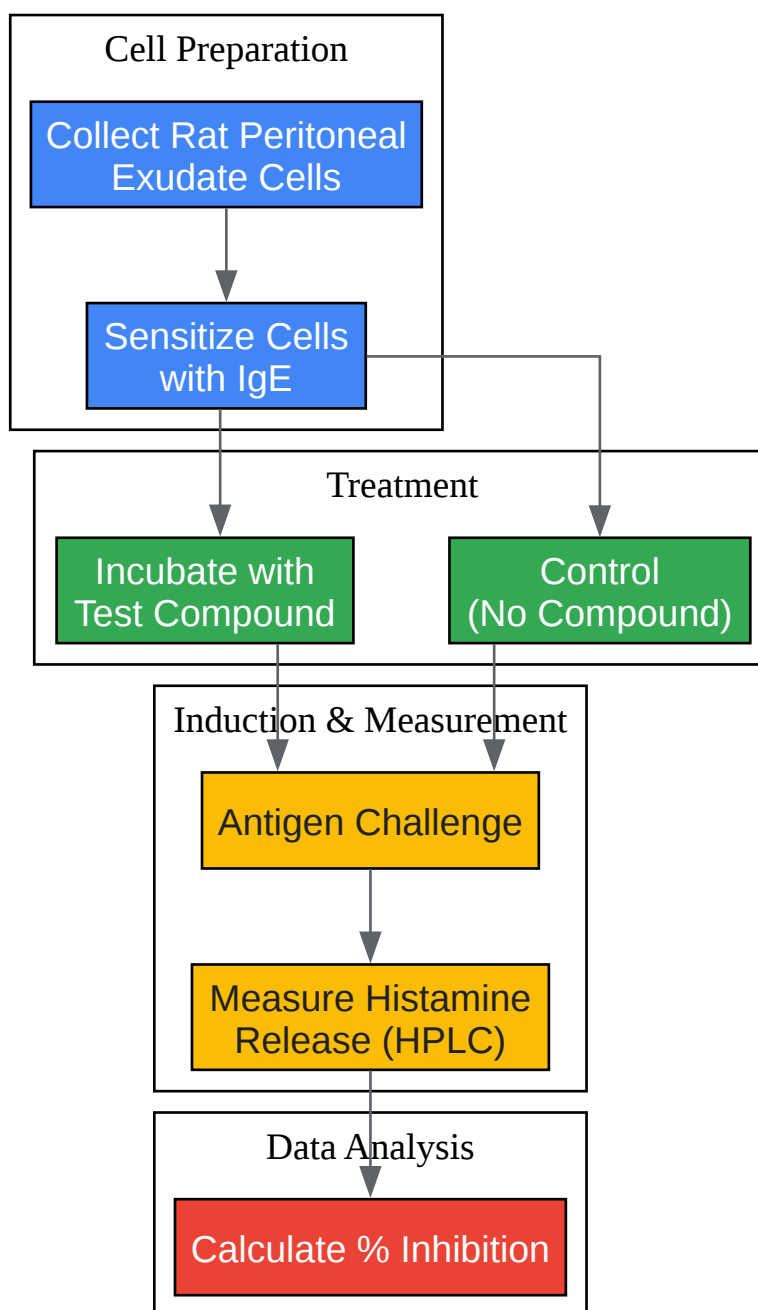 Cell Preparation
Collect Rat Peritoneal
Exudate Cells
Sensitize Cells
with IgE
Treatment
Incubate with
Test Compound
Control
(No Compound)
Induction & Measurement
Antigen Challenge
Measure Histamine
Release (HPLC)
Data Analysis
Calculate % Inhibition